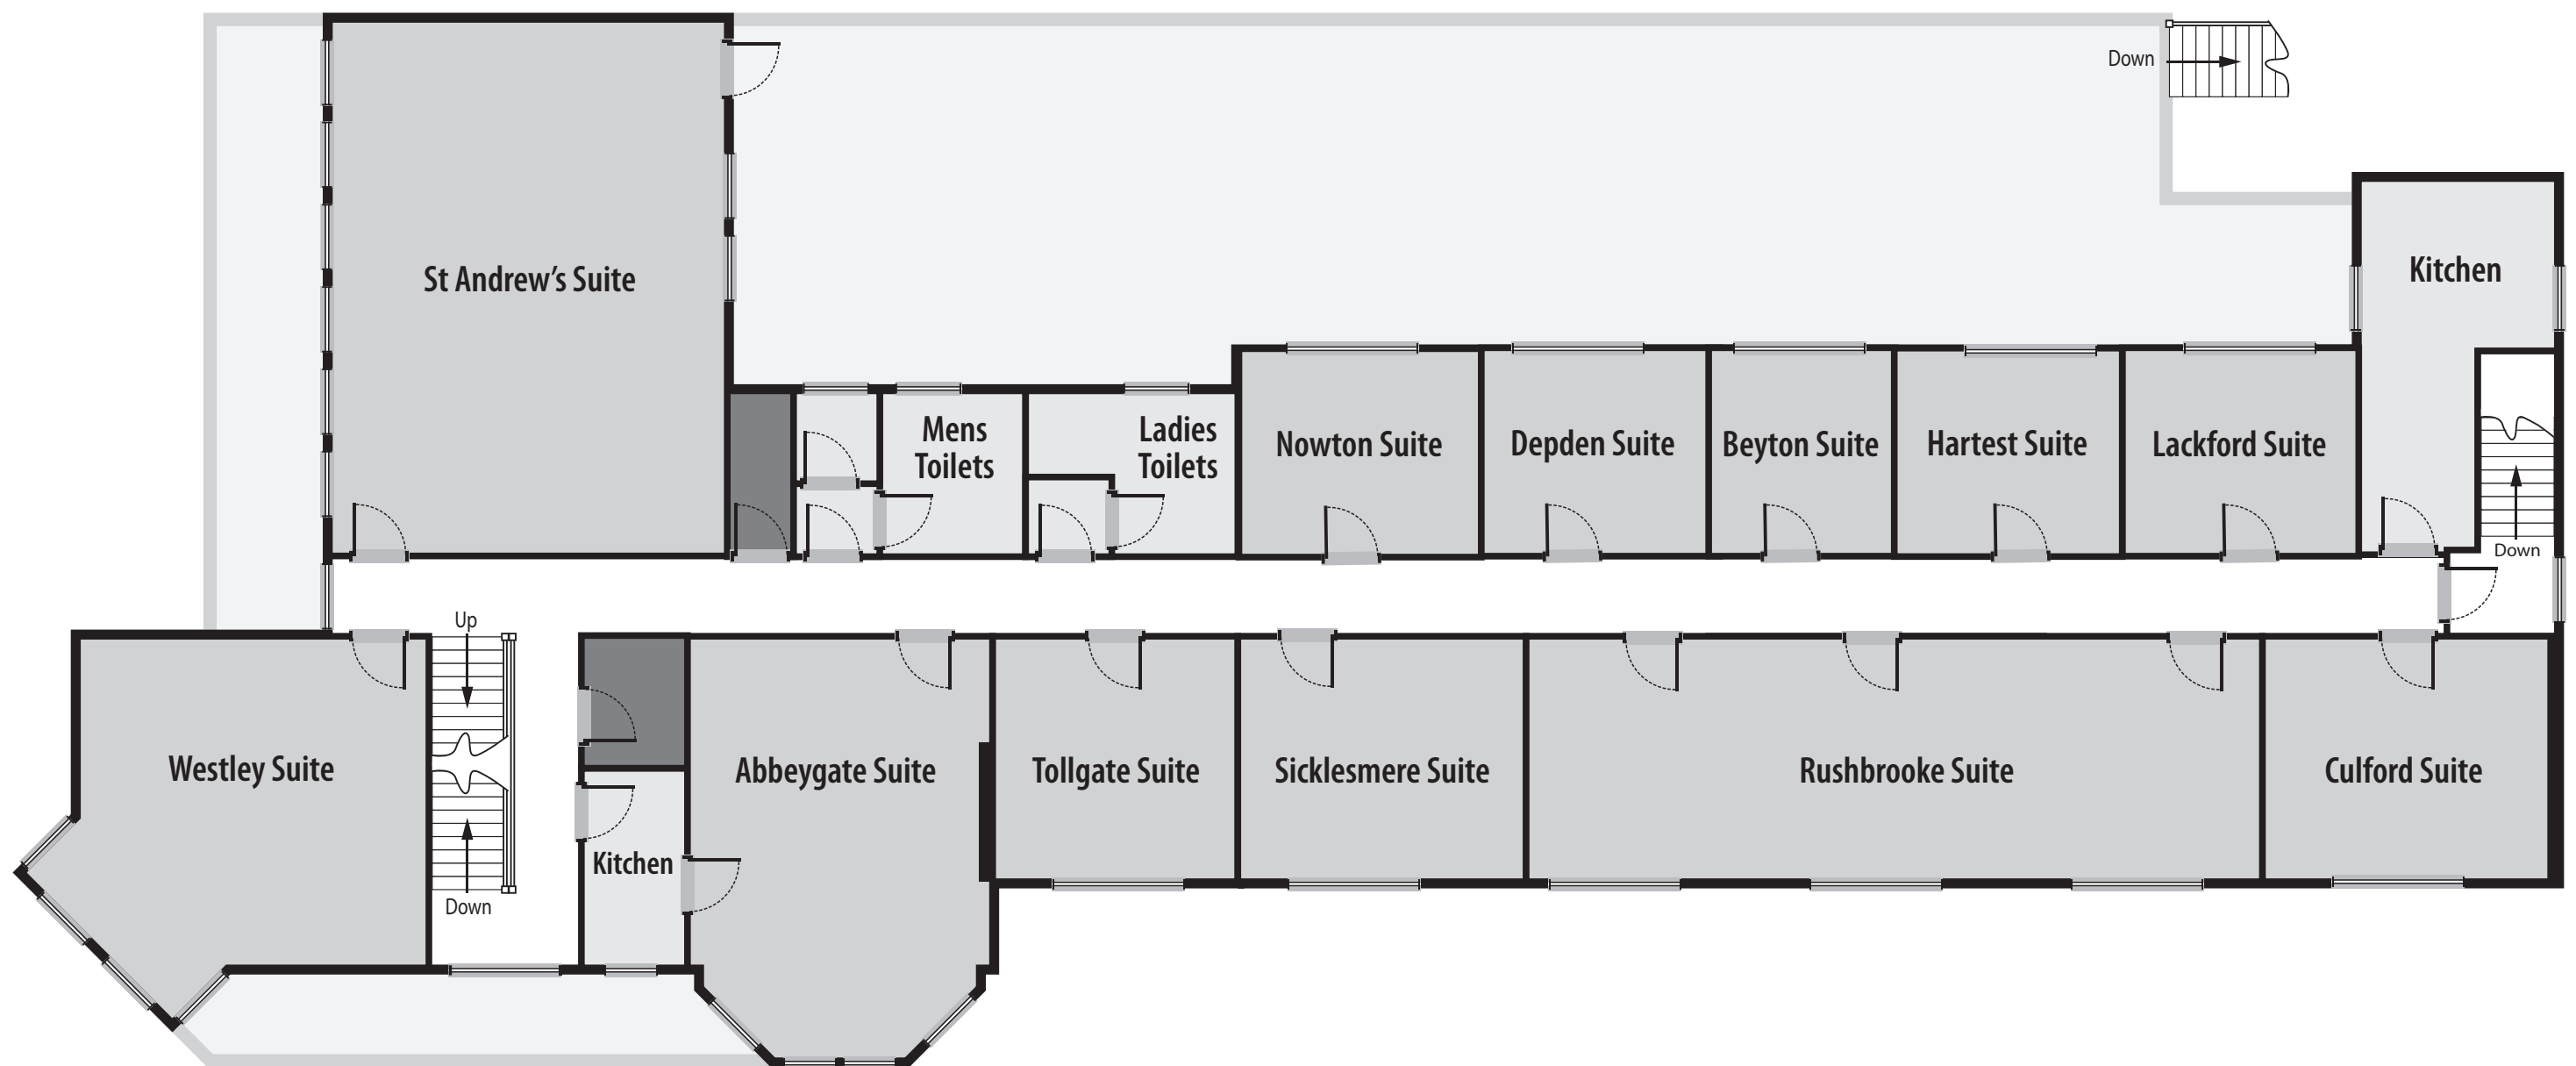 Down
St Andrew’s Suite
Kitchen
Mens
Toilets
Ladies
Toilets
Nowton Suite
Depden Suite
Beyton Suite
Hartest Suite
Lackford Suite
Down
Up
Westley Suite
Abbeygate Suite
Tollgate Suite
Sicklesmere Suite
Rushbrooke Suite
Culford Suite
Kitchen
Down